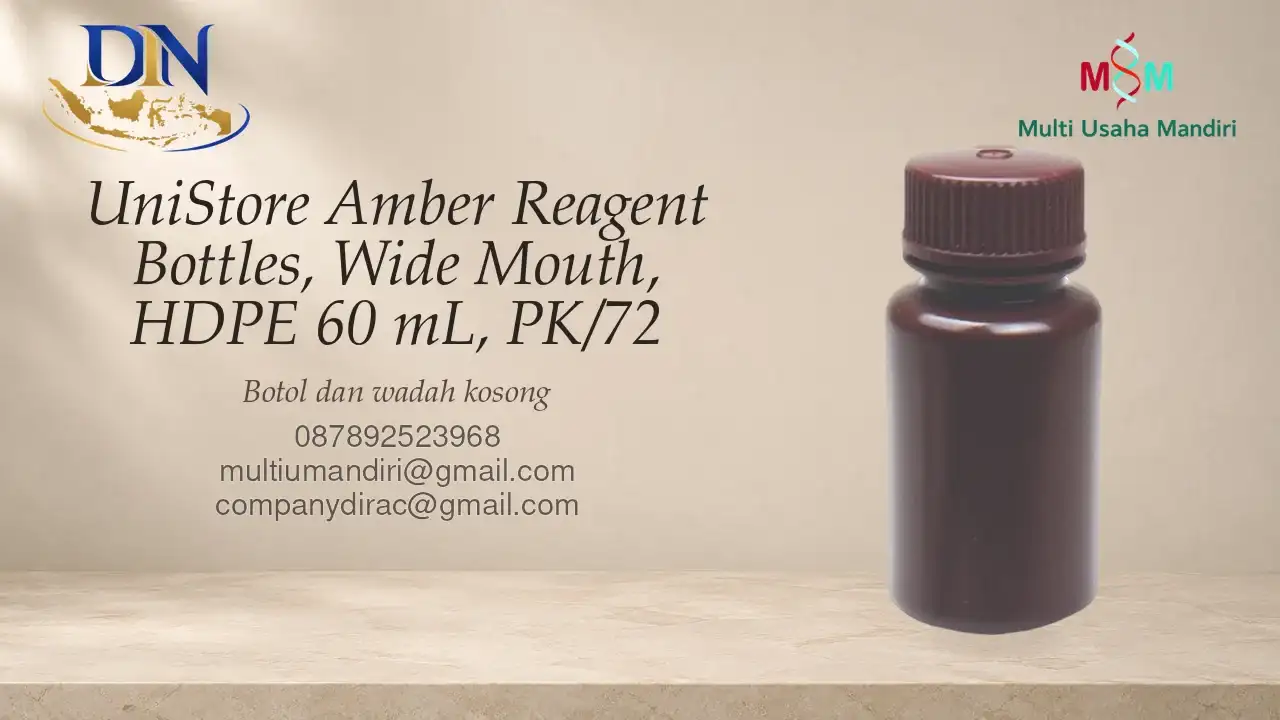 DN
MSM
Multi Usaha Mandiri
UniStore Amber Reagent
Bottles, Wide Mouth,
HDPE 60 mL, PK/72
Botol dan wadah kosong
087892523968
multiumandiri@gmail.com
companydirac@gmail.com